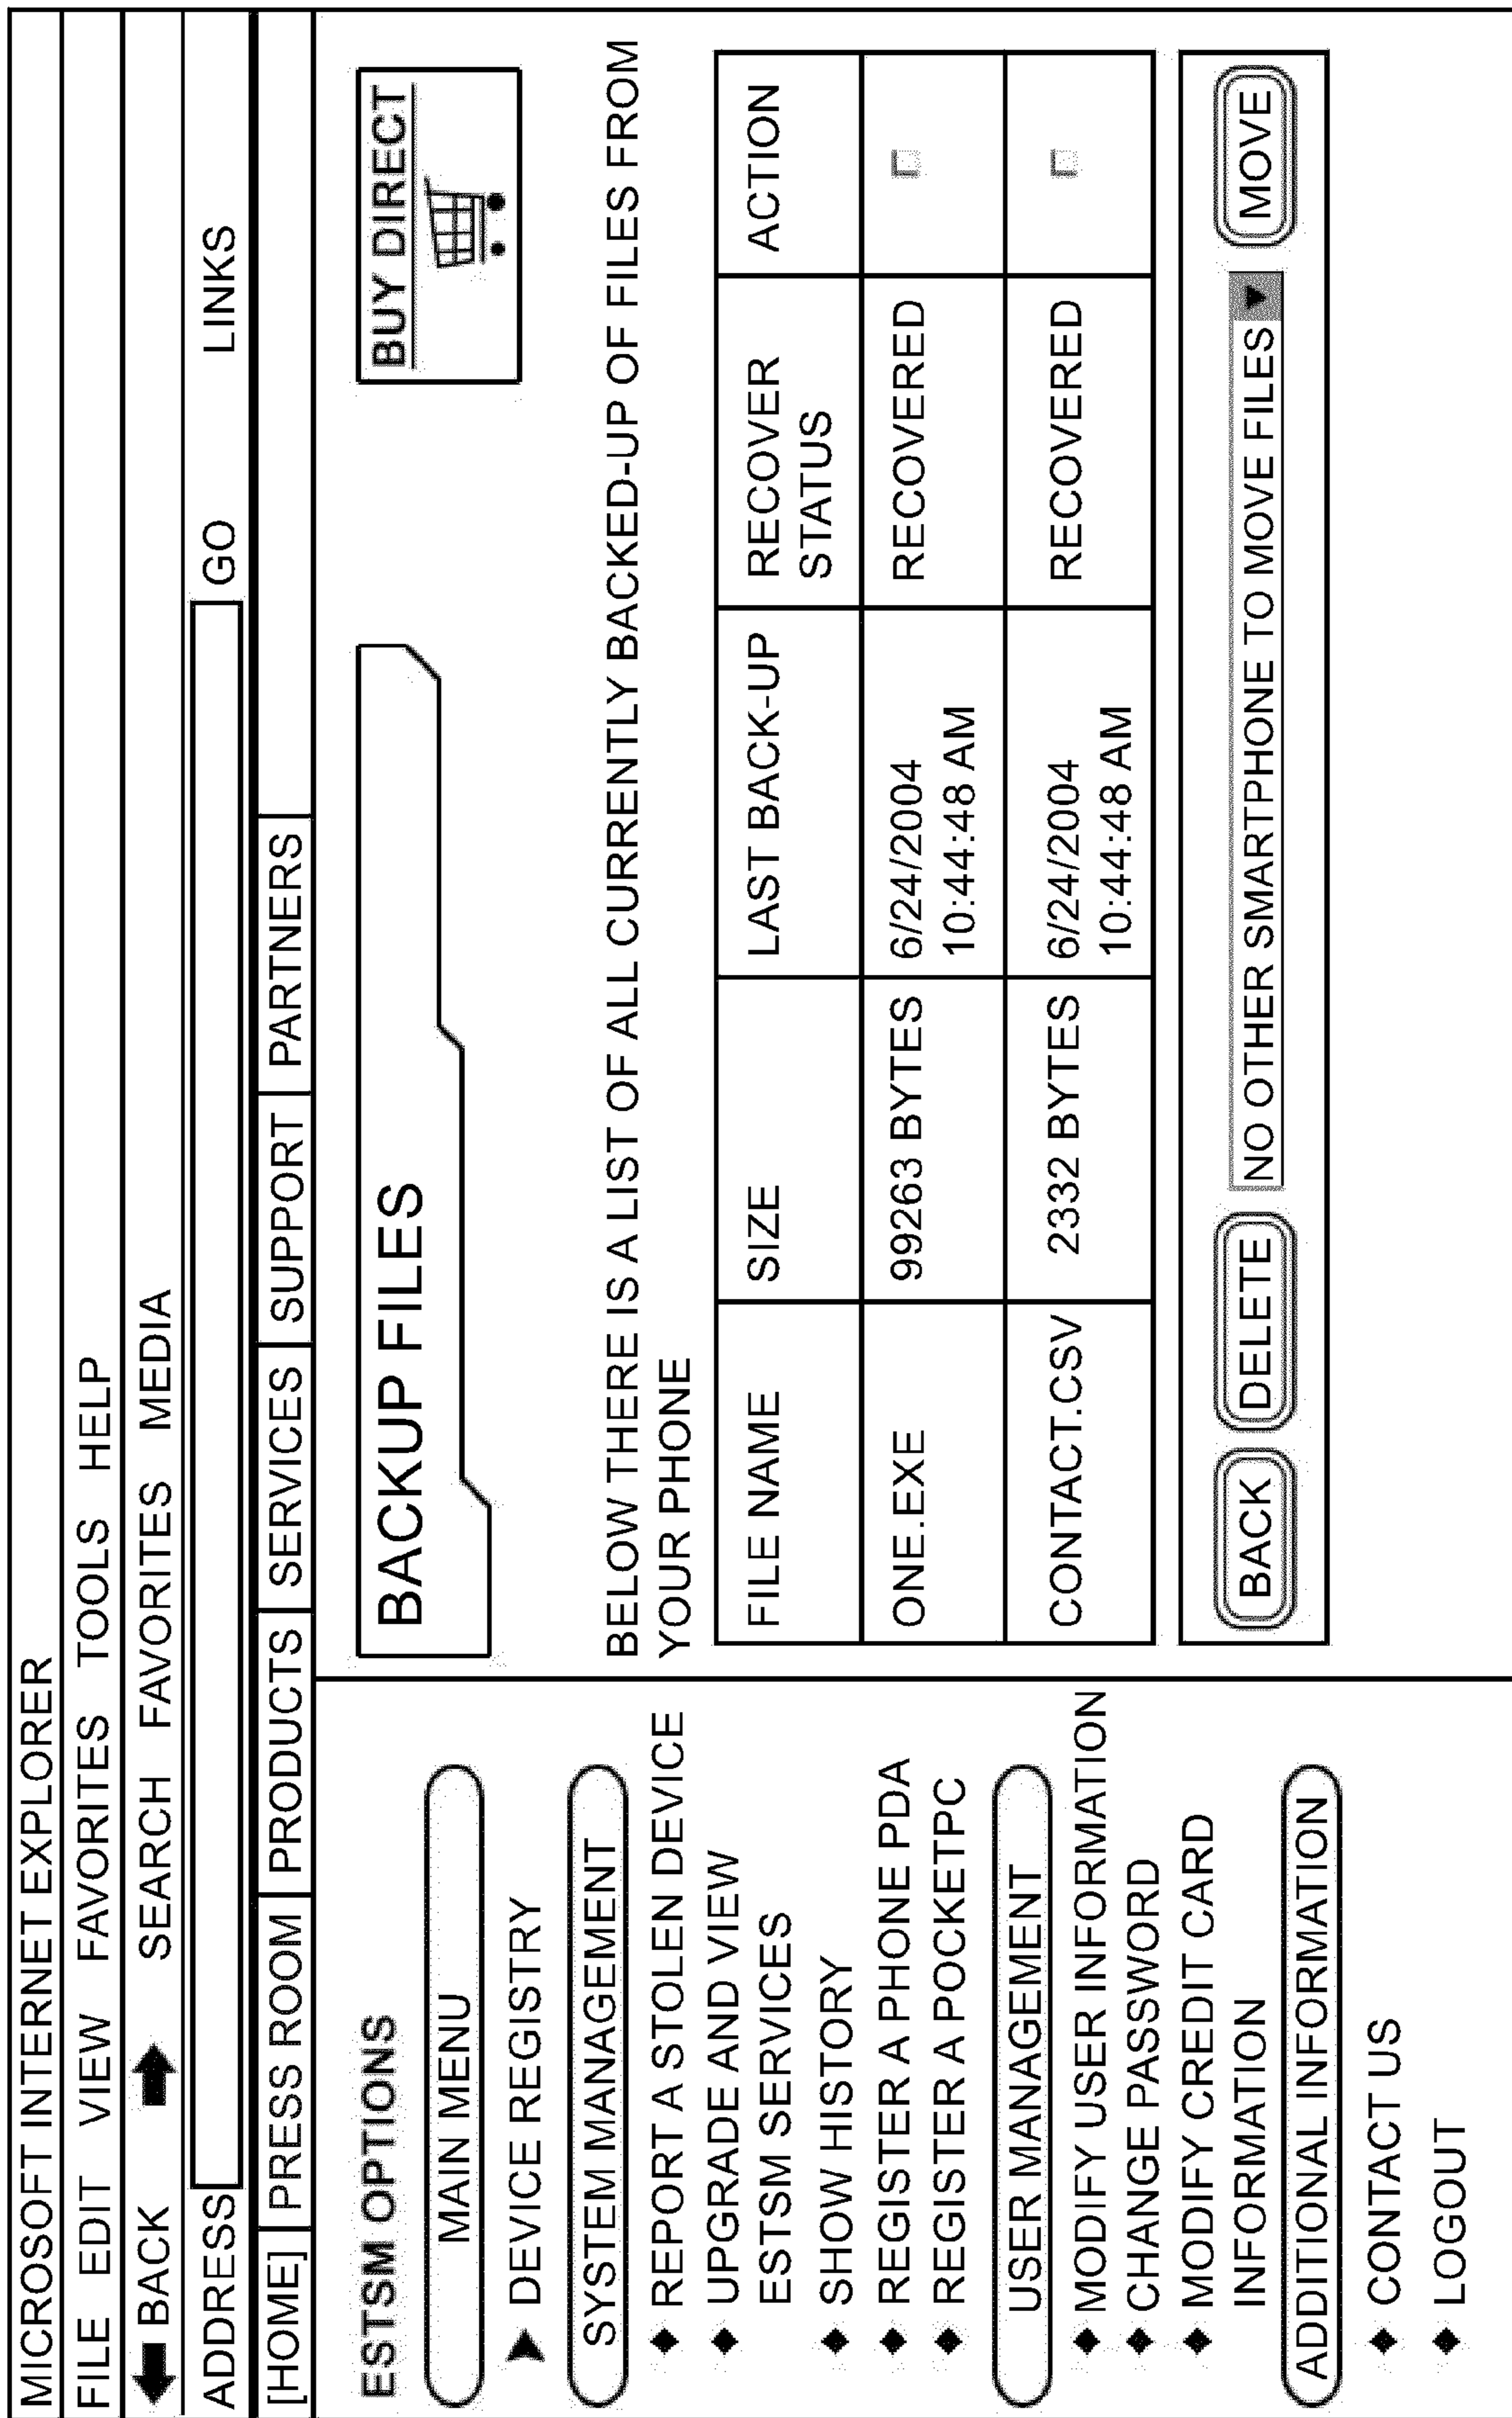 MICROSOFT INTERNET EXPLORER
FILE EDIT VIEW FAVORITES TOOLS HELP
BACK SEARCH FAVORITES MEDIA
ADDRESS GO LINKS
[HOME] PRESS ROOM PRODUCTS SERVICES SUPPORT PARTNERS
ESTSM OPTIONS
MAIN MENU
DEVICE REGISTRY
SYSTEM MANAGEMENT
REPORT A STOLEN DEVICE
UPGRADE AND VIEW
ESTSM SERVICES
SHOW HISTORY
REGISTER A PHONE PDA
REGISTER A POCKETPC
USER MANAGEMENT
MODIFY USER INFORMATION
CHANGE PASSWORD
MODIFY CREDIT CARD
INFORMATION
ADDITIONAL INFORMATION
CONTACT US
LOGOUT
BACKUP FILES
BUY DIRECT
BELOW THERE IS A LIST OF ALL CURRENTLY BACKED-UP OF FILES FROM
YOUR PHONE
FILE NAME SIZE LAST BACK-UP RECOVER ACTION
STATUS
ONE.EXE 99263 BYTES 6/24/2004 RECOVERED
10:44:48 AM
CONTACT.CSV 2332 BYTES 6/24/2004 RECOVERED
10:44:48 AM
BACK DELETE NO OTHER SMARTPHONE TO MOVE FILES MOVE